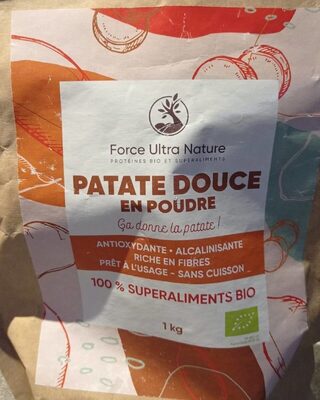 Force Ultra Nature
PROTÉINES BIO ET SUPERALIMENTS
PATATE DOUCE
EN POUDRE
Ça donne la patate !
ANTIOXYDANTE • ALCALINISANTE
RICHE EN FIBRES
PRÊT À L'USAGE - SANS CUISSON
100 % SUPERALIMENTS BIO
1 kg